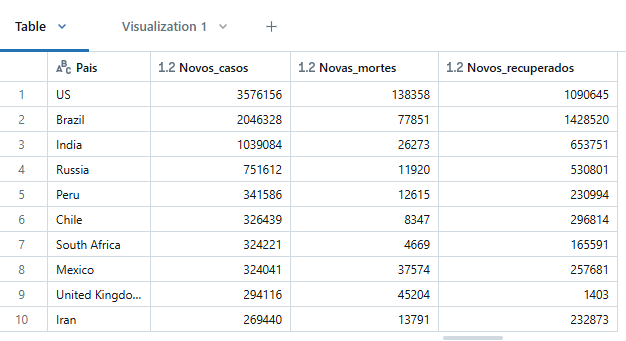 Table Visualization 1 +
ABC Pais 1.2 Novos_casos 1.2 Novas_mortes 1.2 Novos_recuperados
1 US 3576156 138358 1090645
2 Brazil 2046328 77851 1428520
3 India 1039084 26273 653751
4 Russia 751612 11920 530801
5 Peru 341586 12615 230994
6 Chile 326439 8347 296814
7 South Africa 324221 4669 165591
8 Mexico 324041 37574 257681
9 United Kingdo... 294116 45204 1403
10 Iran 269440 13791 232873